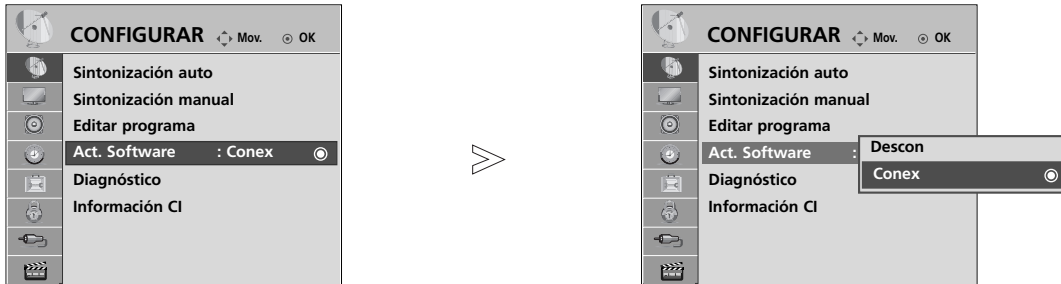 CONFIGURAR Mov. OK
Sintonización auto
Sintonización manual
Editar programa
Act. Software : Conex
Diagnóstico
Información CI
CONFIGURAR Mov. OK
Sintonización auto
Sintonización manual
Editar programa
Act. Software :
Descon
Conex
Diagnóstico
Información CI